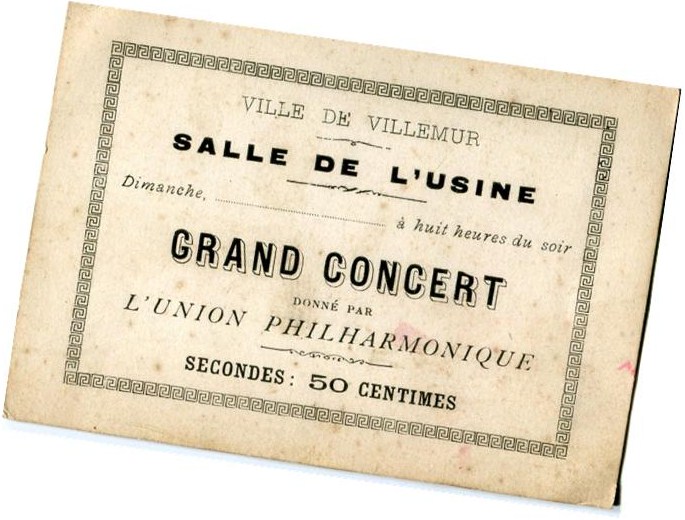 VILLE DE VILLEMUR
SALLE DE L'USINE
Dimanche, ........................ à huit heures du soir
GRAND CONCERT
DONNÉ PAR
L'UNION PHILHARMONIQUE
SECONDES: 50 CENTIMES